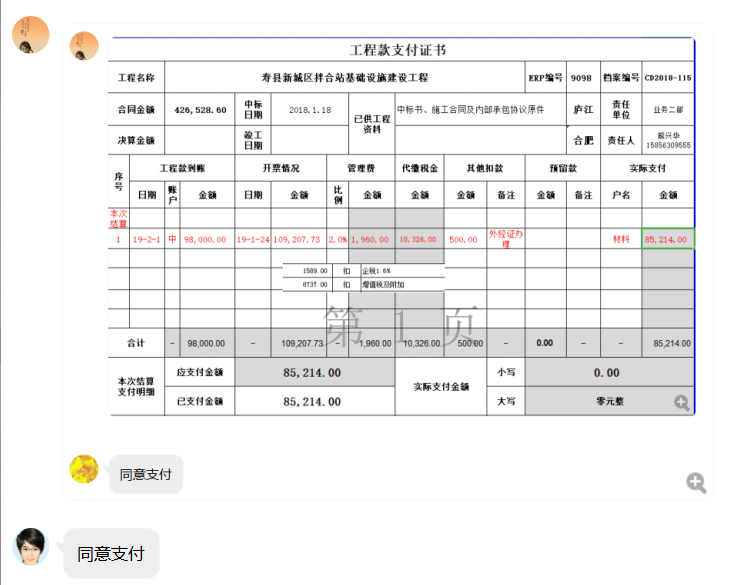 工程款支付证书
工程名称 寿县新城区拌合站基础设施建设工程 ERP编号 9098 档案编号 CD2018-115
合同金额 426,528.60 中标日期 2018.1.18 已供工程资料 中标书、施工合同及内部承包协议原件 庐江 责任单位 业务二部
决算金额 竣工日期 合肥 责任人 15956309555
序号 工程款到账 开票情况 管理费 代缴税金 其他扣款 预留款 实际支付
日期 账户 金额 日期 金额 比例 金额 金额 金额 备注 金额 备注 户名 金额
本次结算
1 19-2-1 中 98,000.00 19-1-24 109,207.73 2.0% 1,960.00 10,326.00 500.00 外经证办理 材料 85,214.00
1589.00 扣 企税1.6%
8737.00 扣 增值税及附加
第 1 页
合计 - 98,000.00 - 109,207.73 - 1,960.00 10,326.00 500.00 - 0.00 - - 85,214.00
本次结算支付明细 应支付金额 85,214.00 实际支付金额 小写 0.00
已支付金额 85,214.00 大写 零元整
同意支付
同意支付